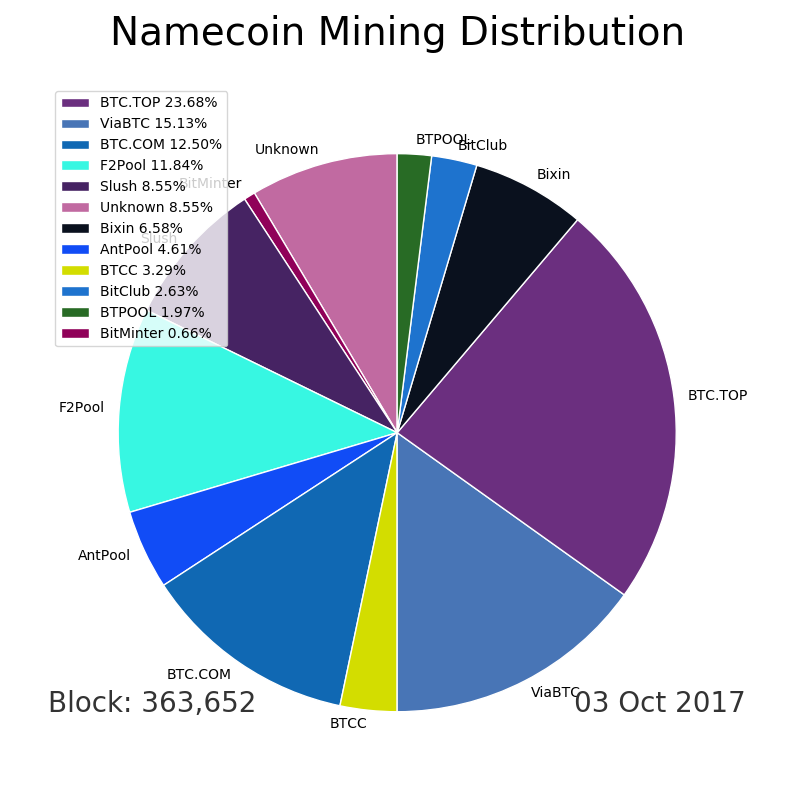 Namecoin Mining Distribution
BTC.TOP 23.68%
ViaBTC 15.13%
BTC.COM 12.50%
F2Pool 11.84%
Slush 8.55%
Unknown 8.55%
Bixin 6.58%
AntPool 4.61%
BTCC 3.29%
BitClub 2.63%
BTPOOL 1.97%
BitMinter 0.66%
BTPOOL
BitClub
Unknown
Bixin
BitMinter
Slush
BTC.TOP
F2Pool
AntPool
BTC.COM
ViaBTC
BTCC
Block: 363,652
03 Oct 2017